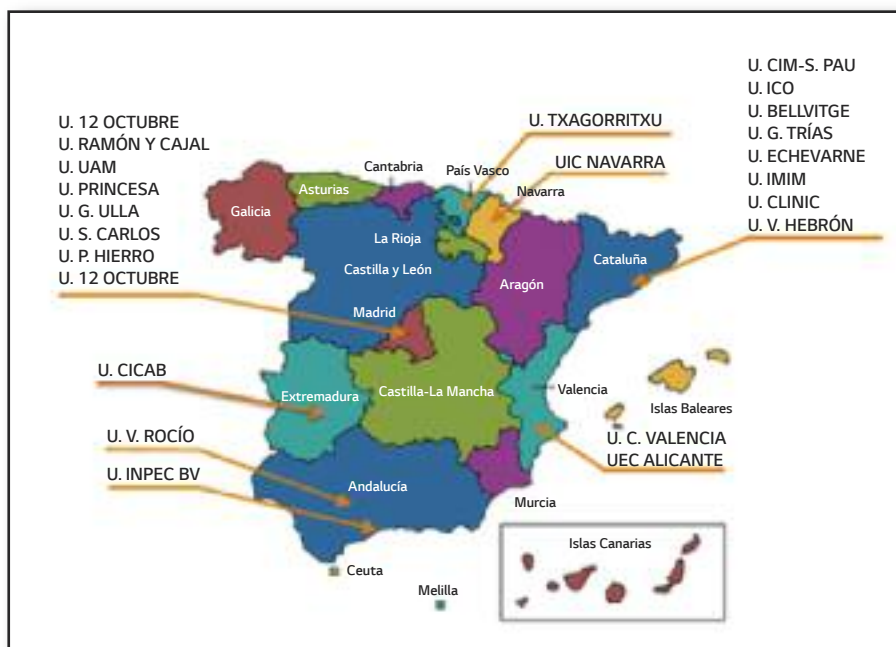 U. 12 OCTUBRE
U. RAMÓN Y CAJAL
U. UAM
U. PRINCESA
U. G. ULLA
U. S. CARLOS
U. P. HIERRO
U. 12 OCTUBRE
U. TXAGORRITXU
UIC NAVARRA
U. CIM-S. PAU
U. ICO
U. BELLVITGE
U. G. TRÍAS
U. ECHEVARNE
U. IMIM
U. CLINIC
U. V. HEBRÓN
Galicia
Asturias
Cantabria
País Vasco
Navarra
La Rioja
Castilla y León
Aragón
Cataluña
Madrid
U. CICAB
Extremadura
Castilla-La Mancha
Valencia
Islas Baleares
U. V. ROCÍO
U. INPEC BV
U. C. VALENCIA
UEC ALICANTE
Andalucía
Murcia
Ceuta
Melilla
Islas Canarias